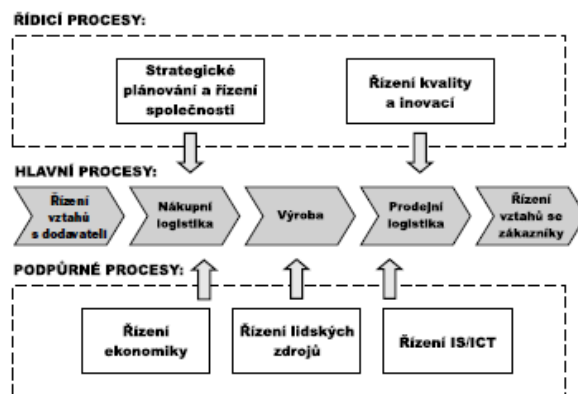 ŘÍDICÍ PROCESY:
Strategické
plánování a řízení
společnosti
Řízení kvality
a inovací
HLAVNÍ PROCESY:
Řízení
vztahů
s dodavateli
Nákupní
logistika
Výroba
Prodejní
logistika
Řízení
vztahů se
zákazníky
PODPŮRNÉ PROCESY:
Řízení
ekonomiky
Řízení lidských
zdrojů
Řízení IS/ICT